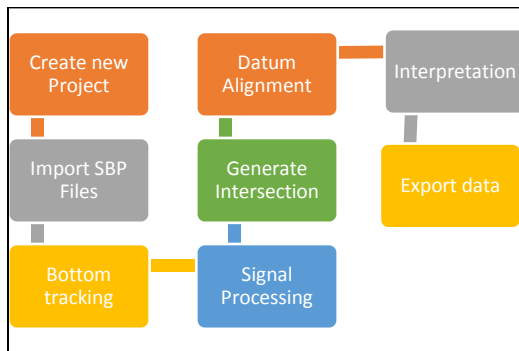 Create new
Project
Import SBP
Files
Bottom
tracking
Signal
Processing
Generate
Intersection
Datum
Alignment
Interpretation
Export data